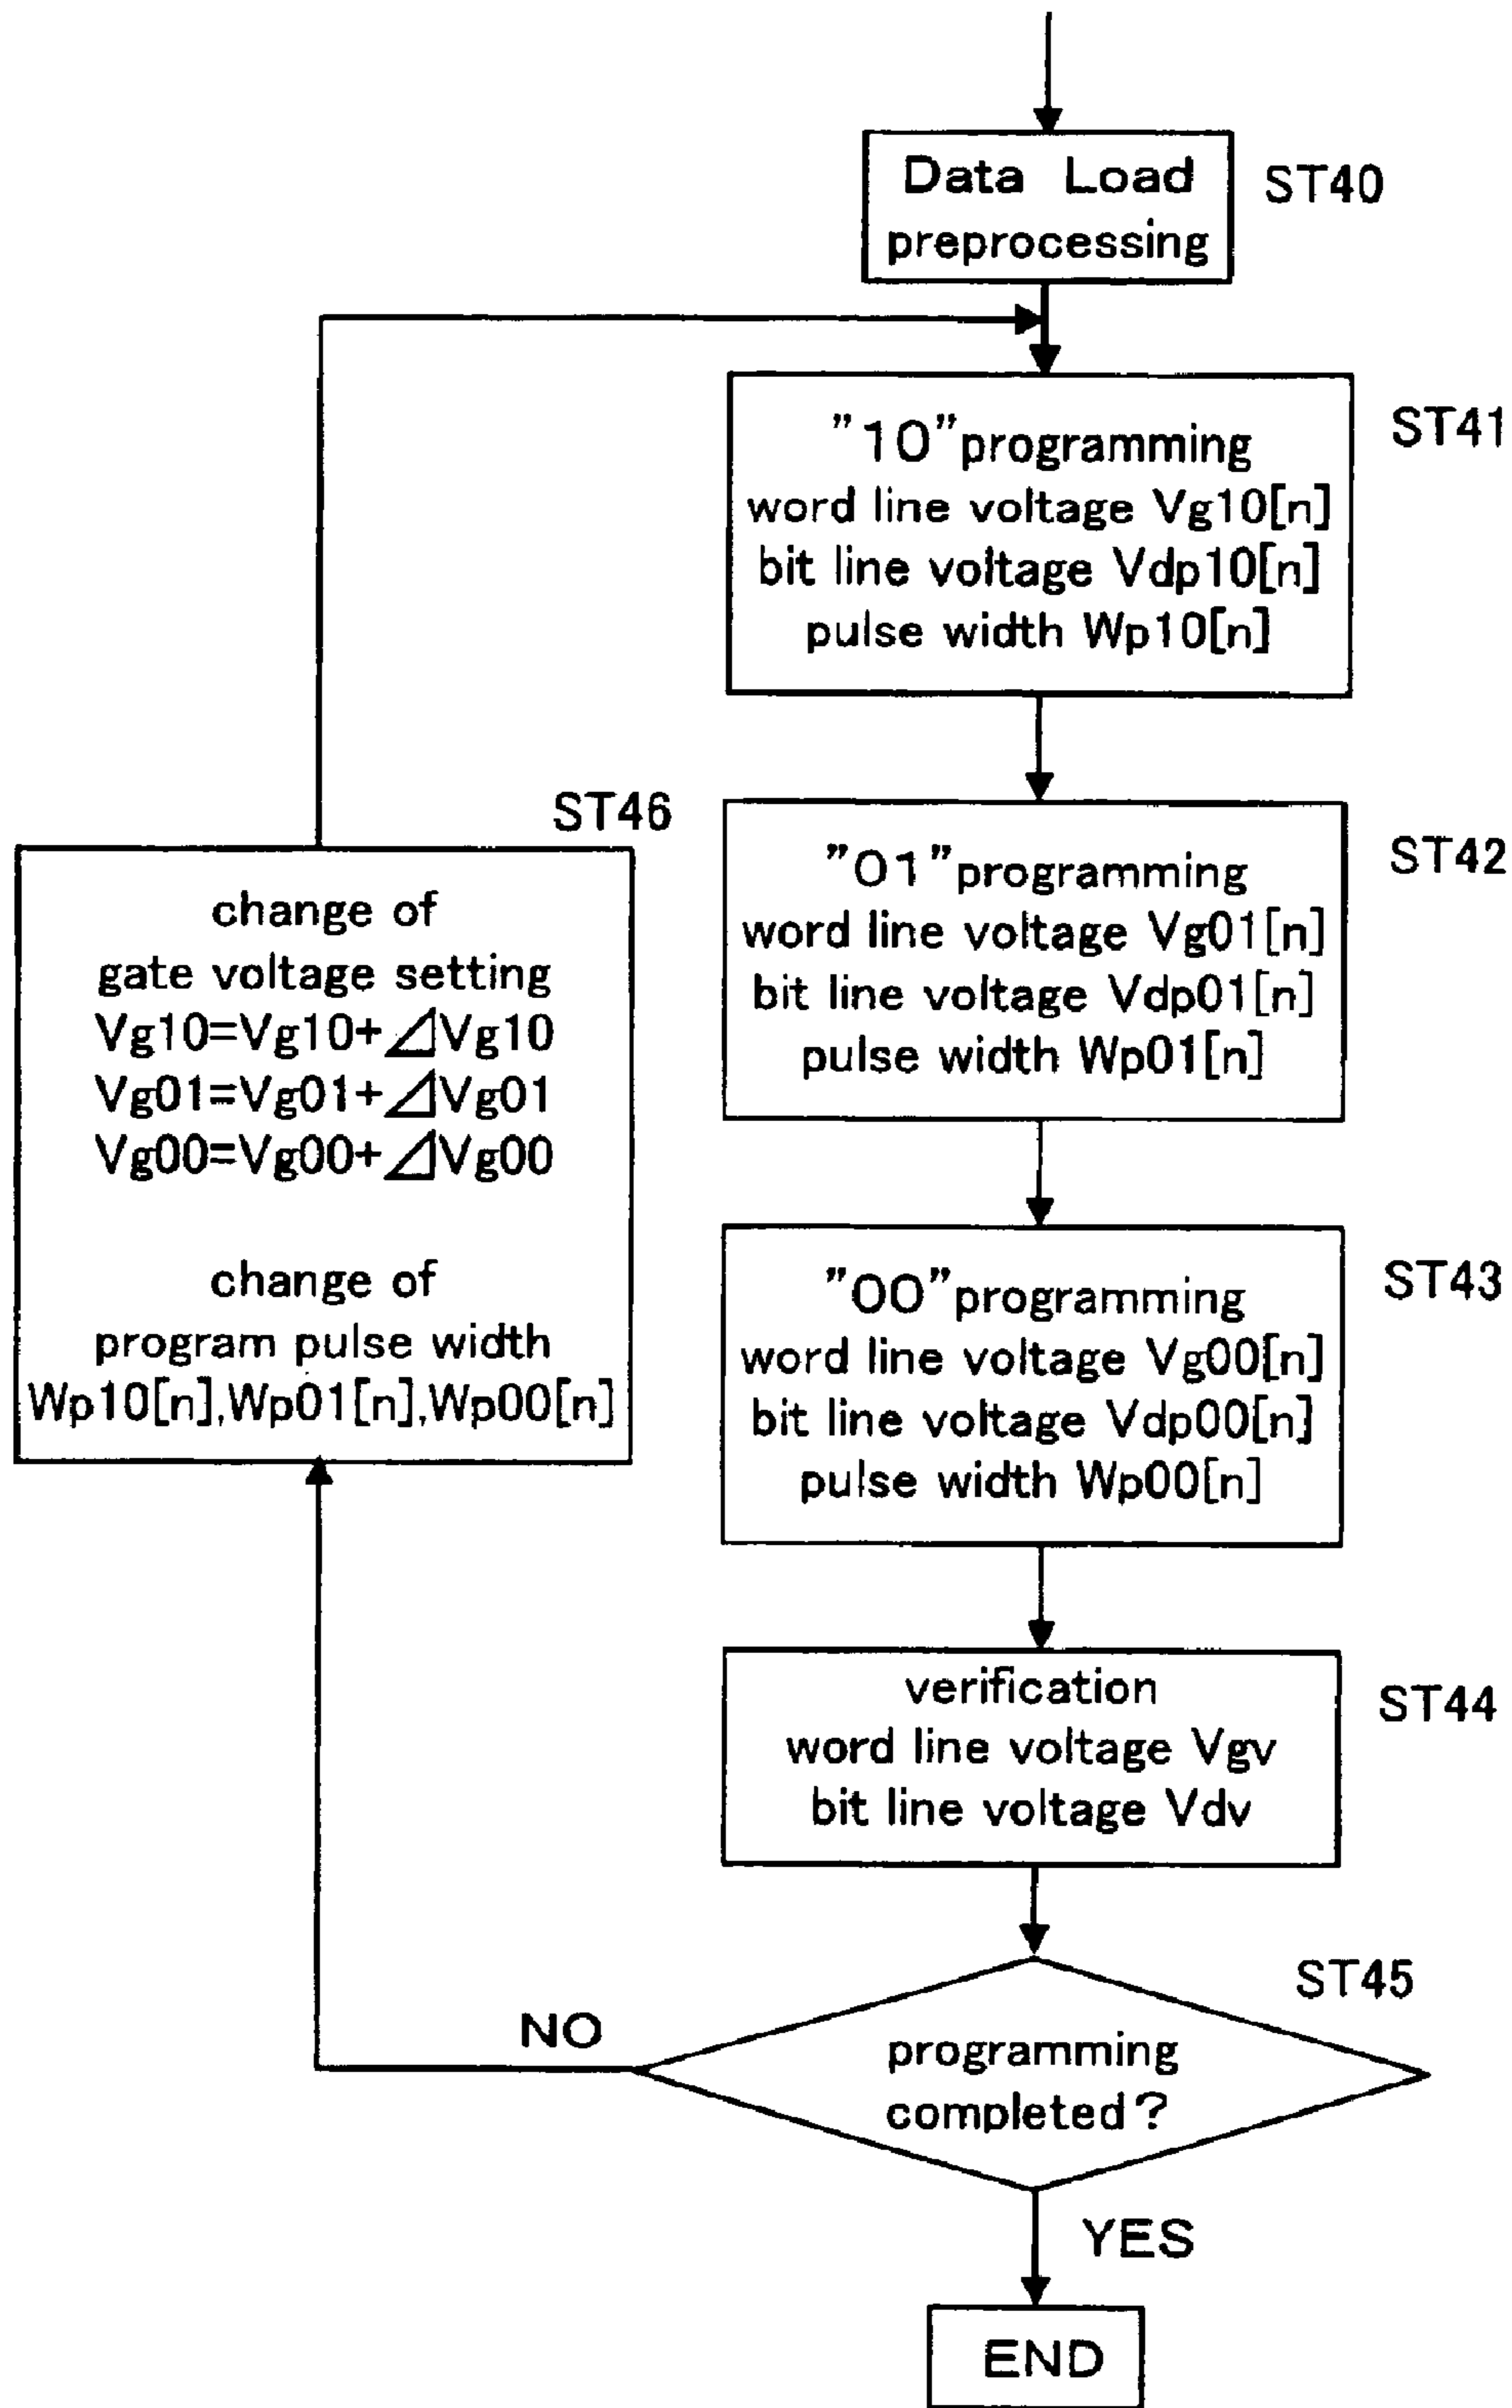 Data Load
preprocessing
ST40
"10"programming
word line voltage Vg10[n]
bit line voltage Vdp10[n]
pulse width Wp10[n]
ST41
"01"programming
word line voltage Vg01[n]
bit line voltage Vdp01[n]
pulse width Wp01[n]
ST42
"00"programming
word line voltage Vg00[n]
bit line voltage Vdp00[n]
pulse width Wp00[n]
ST43
verification
word line voltage Vgv
bit line voltage Vdv
ST44
programming
completed?
ST45
NO
YES
END
ST46
change of
gate voltage setting
Vg10=Vg10+⊿Vg10
Vg01=Vg01+⊿Vg01
Vg00=Vg00+⊿Vg00
change of
program pulse width
Wp10[n],Wp01[n],Wp00[n]